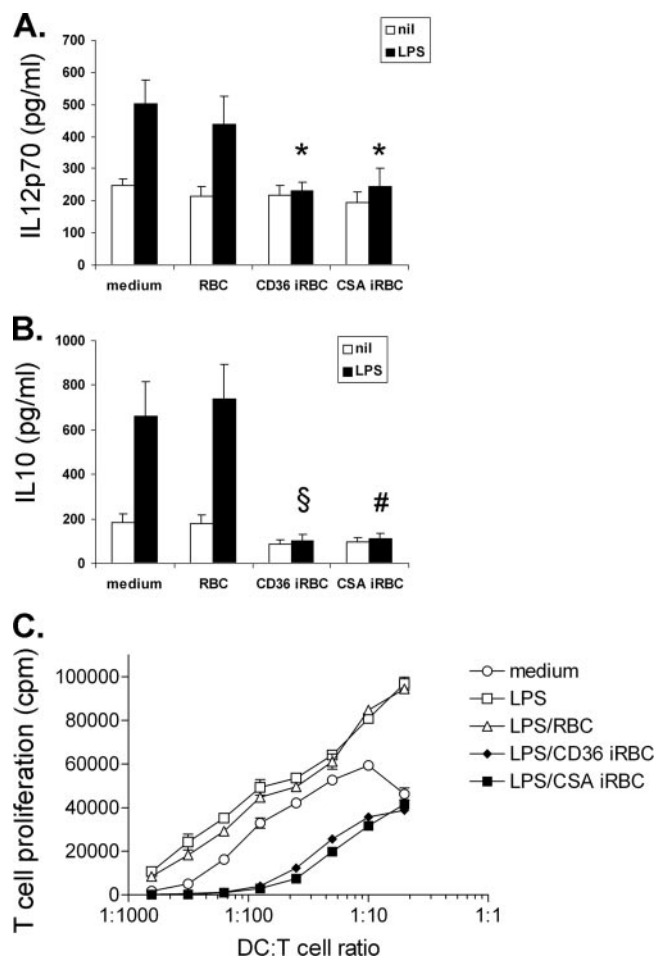 A.
nil
LPS
IL12p70 (pg/ml)
700
600
500
400
300
200
100
0
* *
medium RBC CD36 iRBC CSA iRBC
B.
nil
LPS
IL10 (pg/ml)
1000
800
600
400
200
0
§ #
medium RBC CD36 iRBC CSA iRBC
C.
T cell proliferation (cpm)
100000
80000
60000
40000
20000
0
1:1000 1:100 1:10 1:1
DC:T cell ratio
medium
LPS
LPS/RBC
LPS/CD36 iRBC
LPS/CSA iRBC